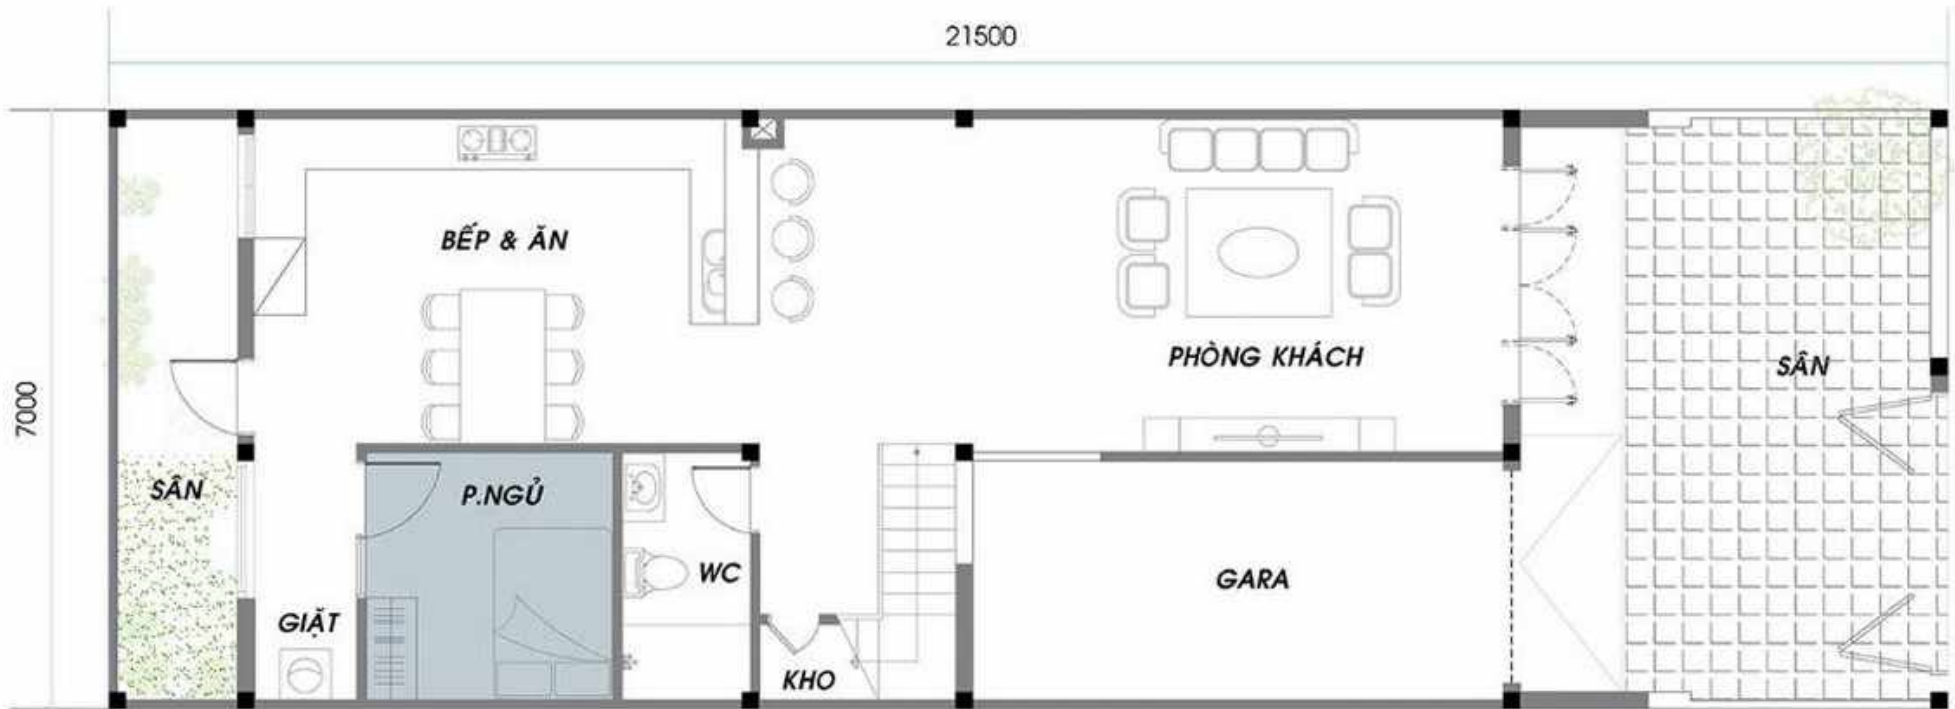 21500
BẾP & ĂN
PHÒNG KHÁCH
SÂN
7000
SÂN
P.NGỦ
WC
GARA
GIẶT
KHO